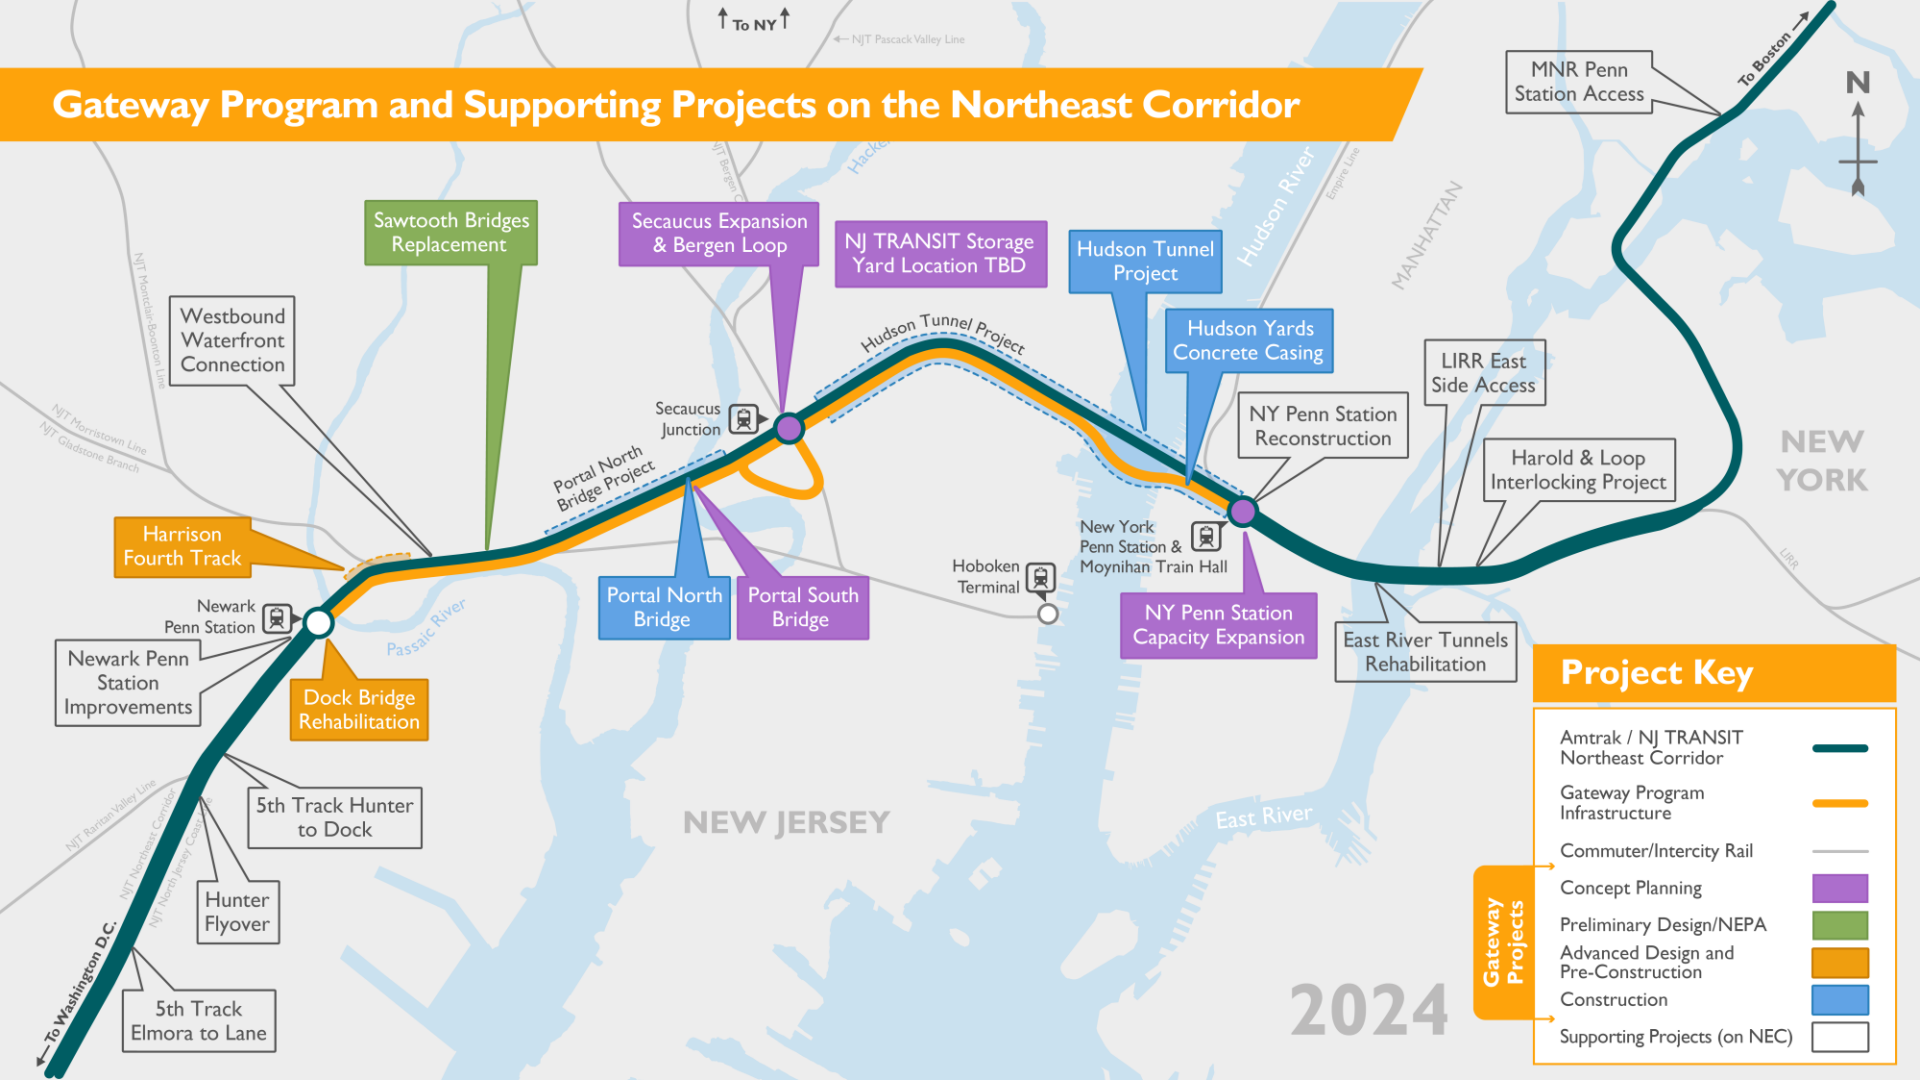 To NY
NJT Pascack Valley Line
Gateway Program and Supporting Projects on the Northeast Corridor
To Boston
MNR Penn
Station Access
N
Hudson River
Empire Line
MANHATTAN
NJT Montclair-Boonton Line
Sawtooth Bridges
Replacement
Secaucus Expansion
& Bergen Loop
NJ TRANSIT Storage
Yard Location TBD
Hudson Tunnel
Project
Hudson Yards
Concrete Casing
Westbound
Waterfront
Connection
Hudson Tunnel Project
LIRR East
Side Access
NY Penn Station
Reconstruction
Secaucus
Junction
NJT Morristown Line
NJT Gladstone Branch
Portal North
Bridge Project
Harold & Loop
Interlocking Project
NEW
YORK
Harrison
Fourth Track
New York
Penn Station &
Moynihan Train Hall
LIRR
Hoboken
Terminal
Portal North
Bridge
Portal South
Bridge
NY Penn Station
Capacity Expansion
East River Tunnels
Rehabilitation
Newark
Penn Station
Passaic River
Newark Penn
Station
Improvements
Dock Bridge
Rehabilitation
5th Track Hunter
to Dock
NJT Raritan Valley Line
NJT Northeast Corridor
Hunter
Flyover
To Washington D.C.
5th Track
Elmora to Lane
NEW JERSEY
East River
2024
Project Key
Amtrak / NJ TRANSIT
Northeast Corridor
Gateway Program
Infrastructure
Commuter/Intercity Rail
Gateway
Projects
Concept Planning
Preliminary Design/NEPA
Advanced Design and
Pre-Construction
Construction
Supporting Projects (on NEC)